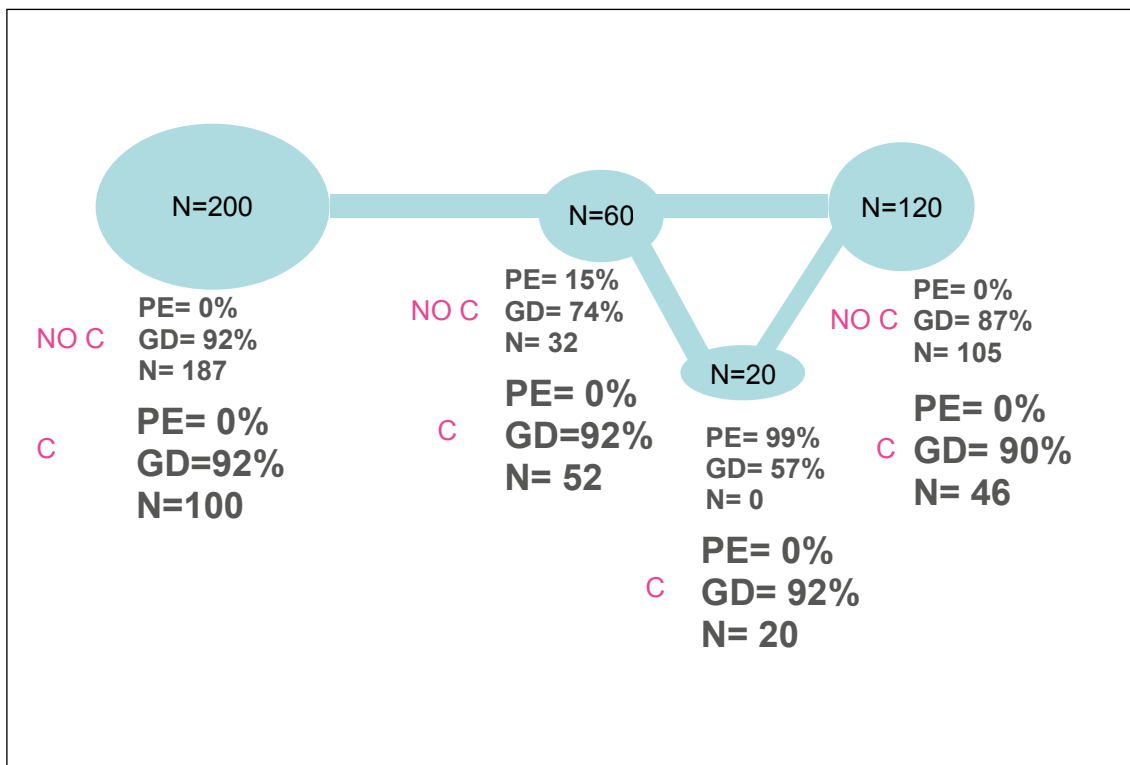 N=200
N=60
N=120
N=20
NO C
PE= 0%
GD= 92%
N= 187
C
PE= 0%
GD=92%
N=100
NO C
PE= 15%
GD= 74%
N= 32
C
PE= 0%
GD=92%
N= 52
PE= 99%
GD= 57%
N= 0
C
PE= 0%
GD= 92%
N= 20
NO C
PE= 0%
GD= 87%
N= 105
C
PE= 0%
GD= 90%
N= 46